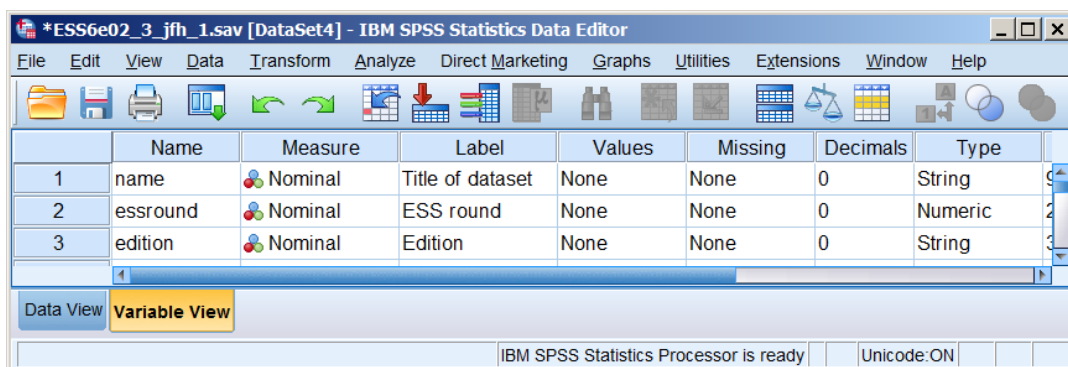 *ESS6e02_3_jfh_1.sav [DataSet4] - IBM SPSS Statistics Data Editor
File Edit View Data Transform Analyze Direct Marketing Graphs Utilities Extensions Window Help
Name Measure Label Values Missing Decimals Type
1 name Nominal Title of dataset None None 0 String
2 essround Nominal ESS round None None 0 Numeric
3 edition Nominal Edition None None 0 String
Data View Variable View
IBM SPSS Statistics Processor is ready Unicode:ON